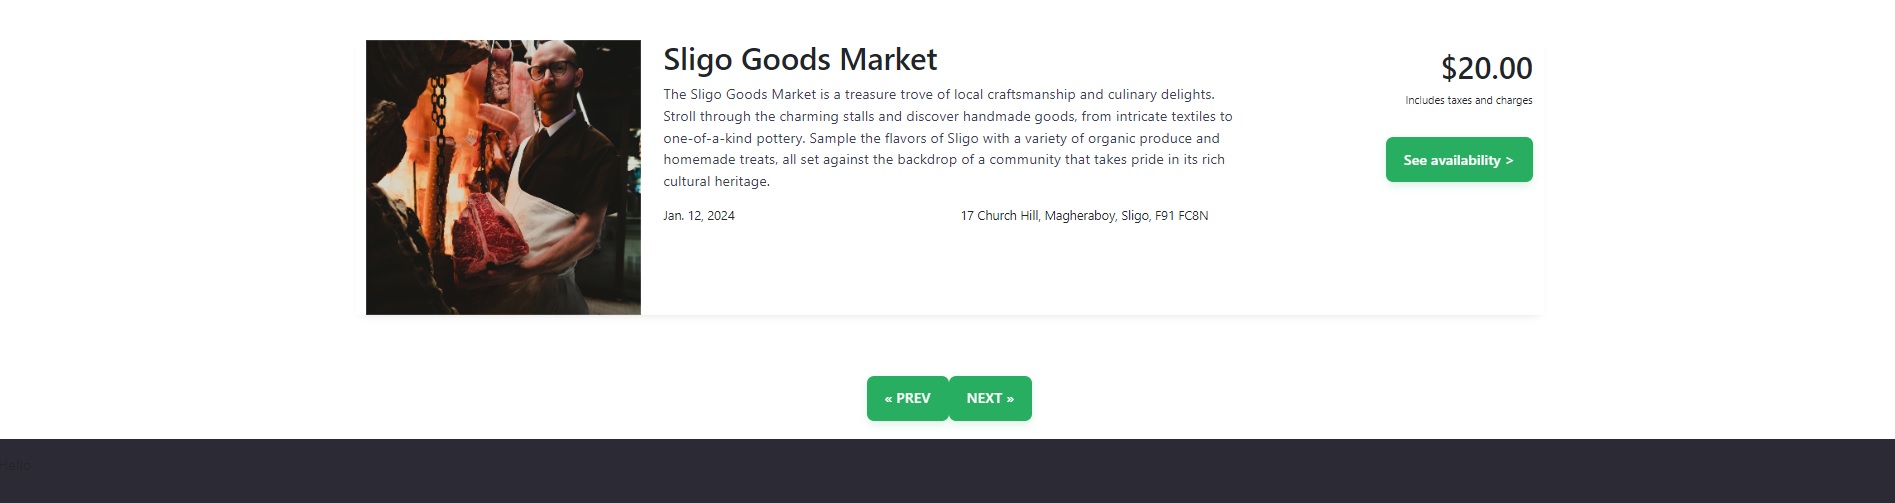 Sligo Goods Market
The Sligo Goods Market is a treasure trove of local craftsmanship and culinary delights.
Stroll through the charming stalls and discover handmade goods, from intricate textiles to
one-of-a-kind pottery. Sample the flavors of Sligo with a variety of organic produce and
homemade treats, all set against the backdrop of a community that takes pride in its rich
cultural heritage.
Jan. 12, 2024
17 Church Hill, Magheraboy, Sligo, F91 FC8N
$20.00
Includes taxes and charges
See availability >
« PREV
NEXT »
Hello